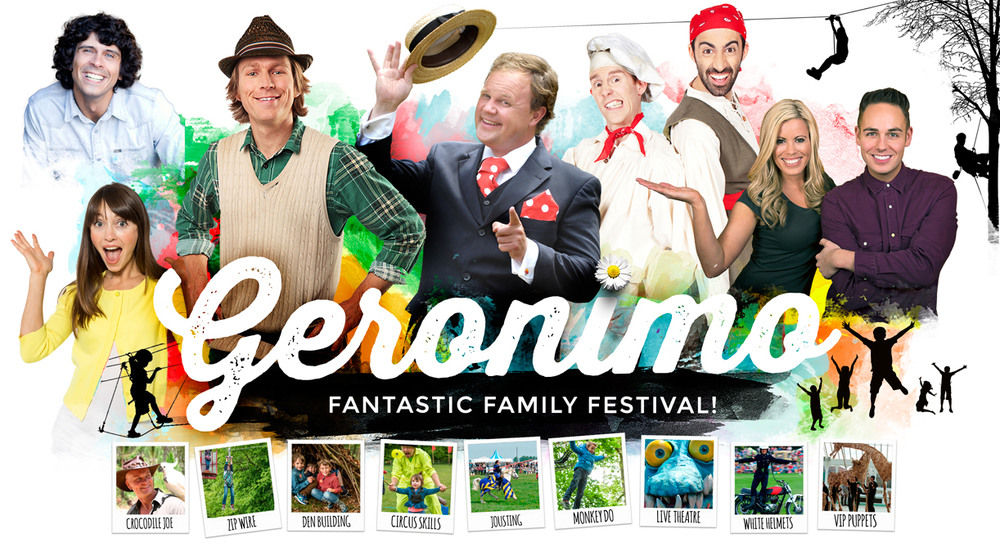 Geronimo
FANTASTIC FAMILY FESTIVAL!
CROCODILE JOE
ZIP WIRE
DEN BUILDING
CIRCUS SKILLS
JOUSTING
MONKEY DO
LIVE THEATRE
WHITE HELMETS
VIP PUPPETS